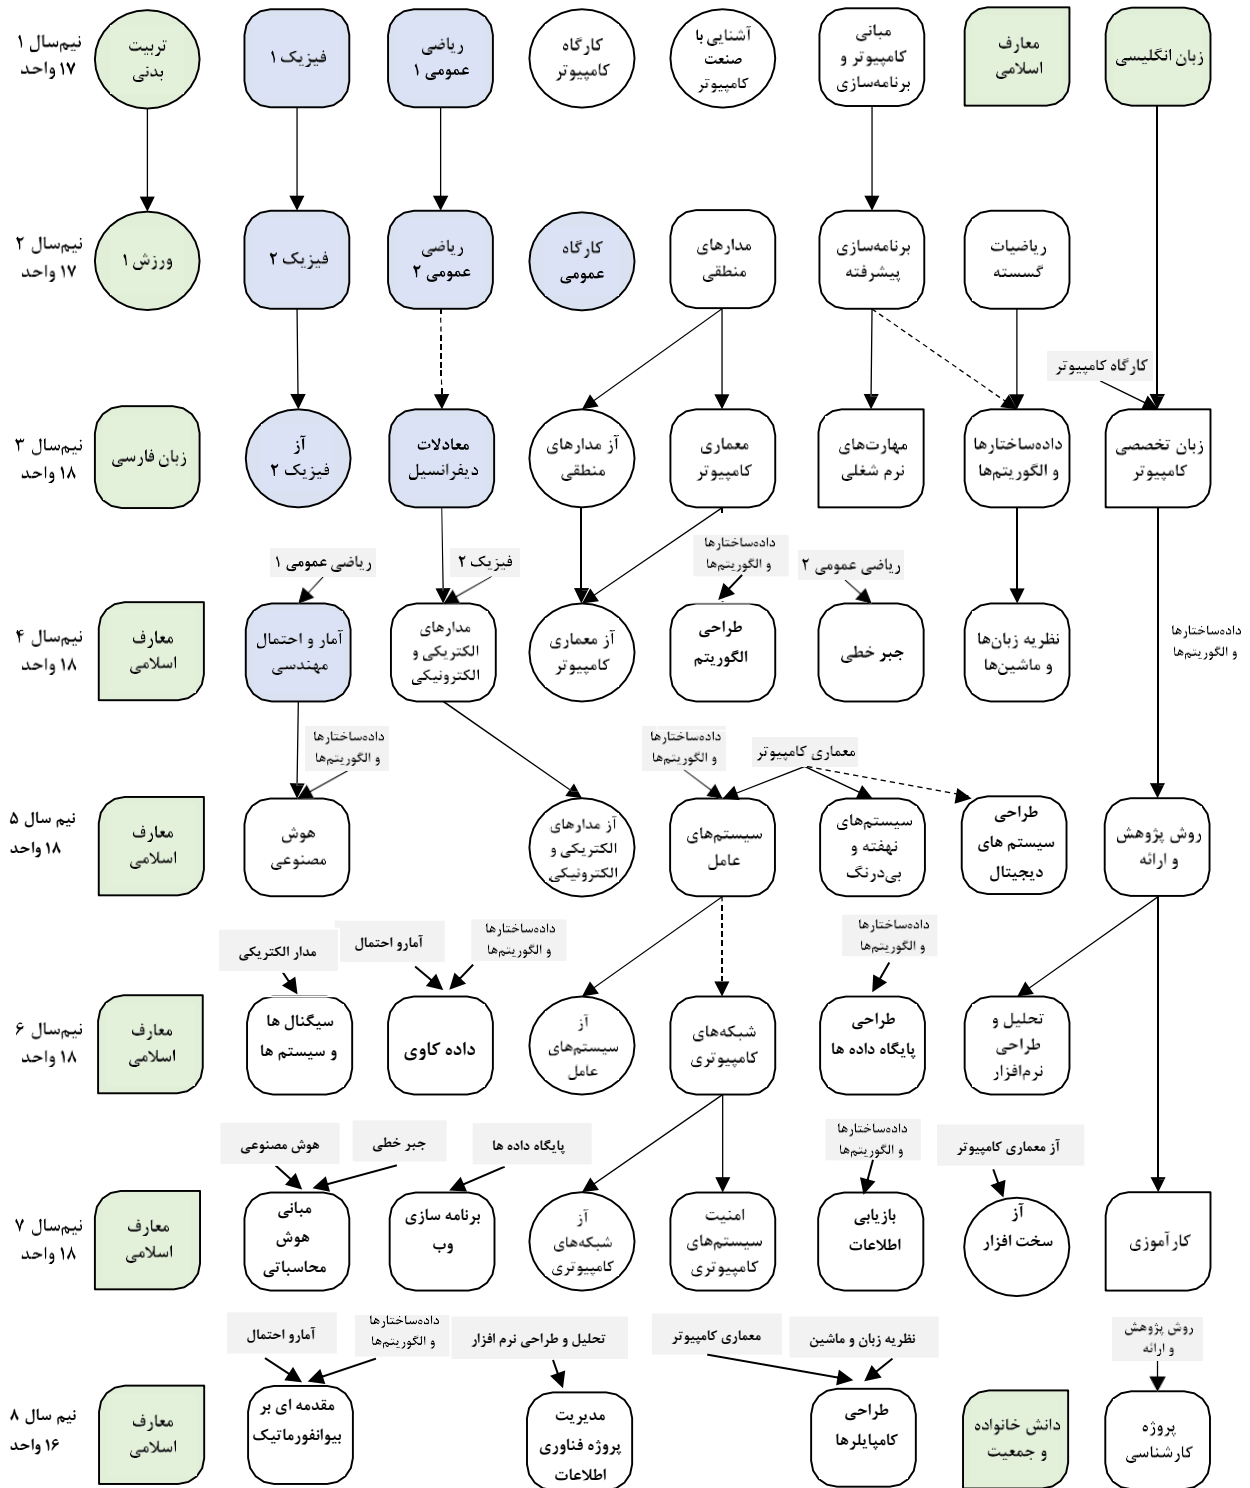 نیم‌سال ۱
۱۷ واحد
زبان انگلیسی
معارف
اسلامی
مبانی
کامپیوتر و
برنامه‌سازی
آشنایی با
صنعت
کامپیوتر
کارگاه
کامپیوتر
ریاضی
عمومی ۱
فیزیک ۱
تربیت
بدنی
نیم‌سال ۲
۱۷ واحد
ریاضیات
گسسته
برنامه‌سازی
پیشرفته
مدارهای
منطقی
کارگاه
عمومی
ریاضی
عمومی ۲
فیزیک ۲
ورزش ۱
کارگاه کامپیوتر
نیم‌سال ۳
۱۸ واحد
زبان تخصصی
کامپیوتر
داده‌ساختارها
و الگوریتم‌ها
مهارت‌های
نرم شغلی
معماری
کامپیوتر
آز مدارهای
منطقی
معادلات
دیفرانسیل
آز
فیزیک ۲
زبان فارسی
ریاضی عمومی ۲
داده‌ساختارها
و الگوریتم‌ها
فیزیک ۲
ریاضی عمومی ۱
نیم‌سال ۴
۱۸ واحد
داده‌ساختارها
و الگوریتم‌ها
نظریه زبان‌ها
و ماشین‌ها
جبر خطی
طراحی
الگوریتم
آز معماری
کامپیوتر
مدارهای
الکتریکی و
الکترونیکی
آمار و احتمال
مهندسی
معارف
اسلامی
معماری کامپیوتر
داده‌ساختارها
و الگوریتم‌ها
داده‌ساختارها
و الگوریتم‌ها
نیم سال ۵
۱۸ واحد
روش پژوهش
و ارائه
طراحی
سیستم های
دیجیتال
سیستم‌های
نهفته و
بی‌درنگ
سیستم‌های
عامل
آز مدارهای
الکتریکی و
الکترونیکی
هوش
مصنوعی
معارف
اسلامی
داده‌ساختارها
و الگوریتم‌ها
داده‌ساختارها
و الگوریتم‌ها
آمارو احتمال
مدار الکتریکی
نیم‌سال ۶
۱۸ واحد
تحلیل و
طراحی
نرم‌افزار
طراحی
پایگاه داده ها
شبکه‌های
کامپیوتری
آز
سیستم‌های
عامل
داده کاوی
سیگنال ها
و سیستم ها
معارف
اسلامی
آز معماری کامپیوتر
داده‌ساختارها
و الگوریتم‌ها
پایگاه داده ها
جبر خطی
هوش مصنوعی
نیم‌سال ۷
۱۸ واحد
کارآموزی
آز
سخت افزار
بازیابی
اطلاعات
امنیت
سیستم‌های
کامپیوتری
آز
شبکه‌های
کامپیوتری
برنامه سازی
وب
مبانی
هوش
محاسباتی
معارف
اسلامی
روش پژوهش
و ارائه
نظریه زبان و ماشین
معماری کامپیوتر
تحلیل و طراحی نرم افزار
داده‌ساختارها
و الگوریتم‌ها
آمارو احتمال
نیم سال ۸
۱۶ واحد
پروژه
کارشناسی
دانش خانواده
و جمعیت
طراحی
کامپایلرها
مدیریت
پروژه فناوری
اطلاعات
مقدمه ای بر
بیوانفورماتیک
معارف
اسلامی